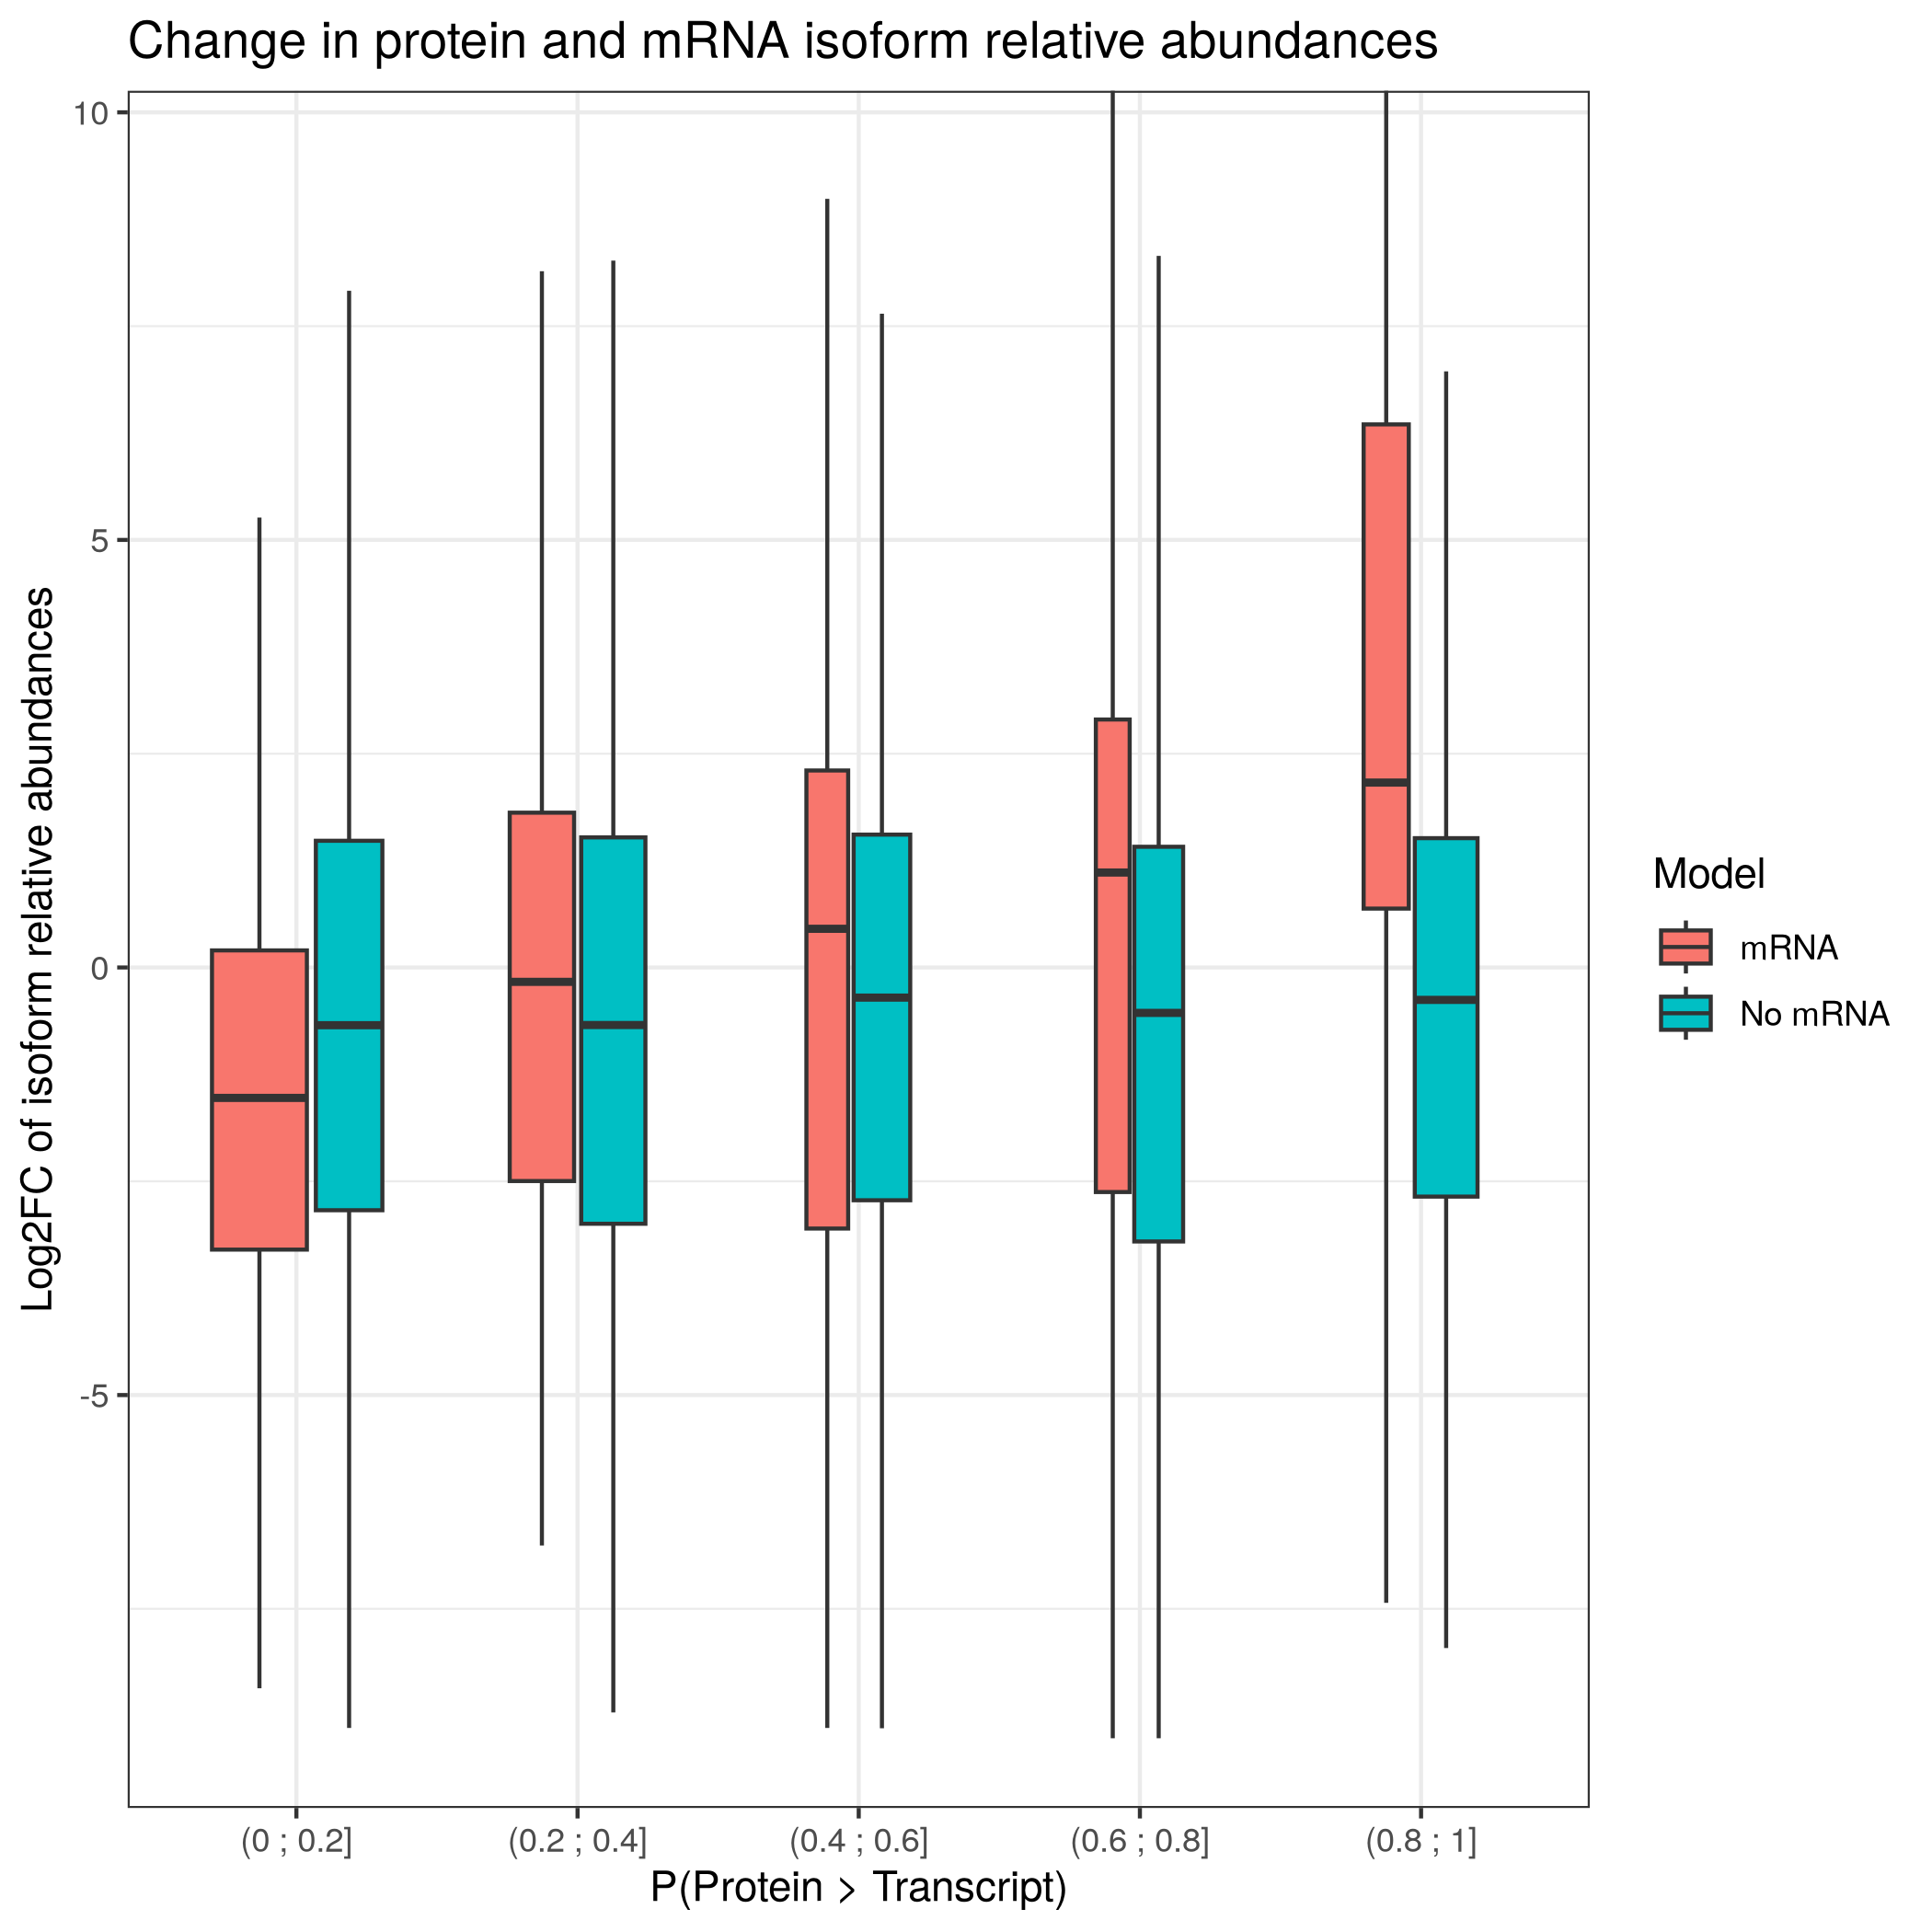 Change in protein and mRNA isoform relative abundances
Log2FC of isoform relative abundances
10
5
0
-5
(0 ; 0.2]
(0.2 ; 0.4]
(0.4 ; 0.6]
(0.6 ; 0.8]
(0.8 ; 1]
P(Protein > Transcript)
Model
mRNA
No mRNA